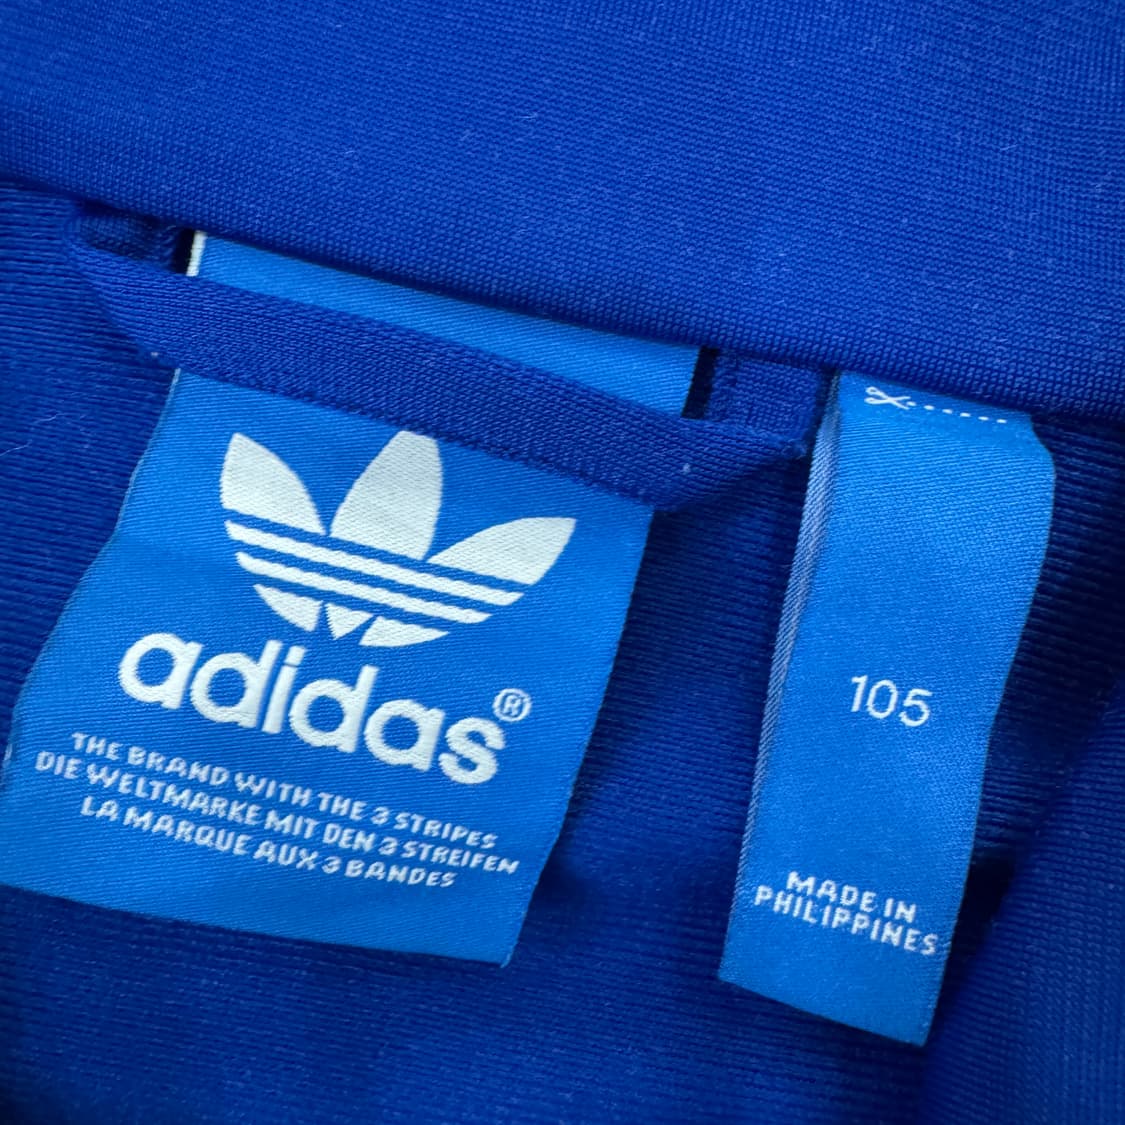 adidas®
THE BRAND WITH THE 3 STRIPES
DIE WELTMARKE MIT DEN 3 STREIFEN
LA MARQUE AUX 3 BANDES
105
MADE IN
PHILIPPINES